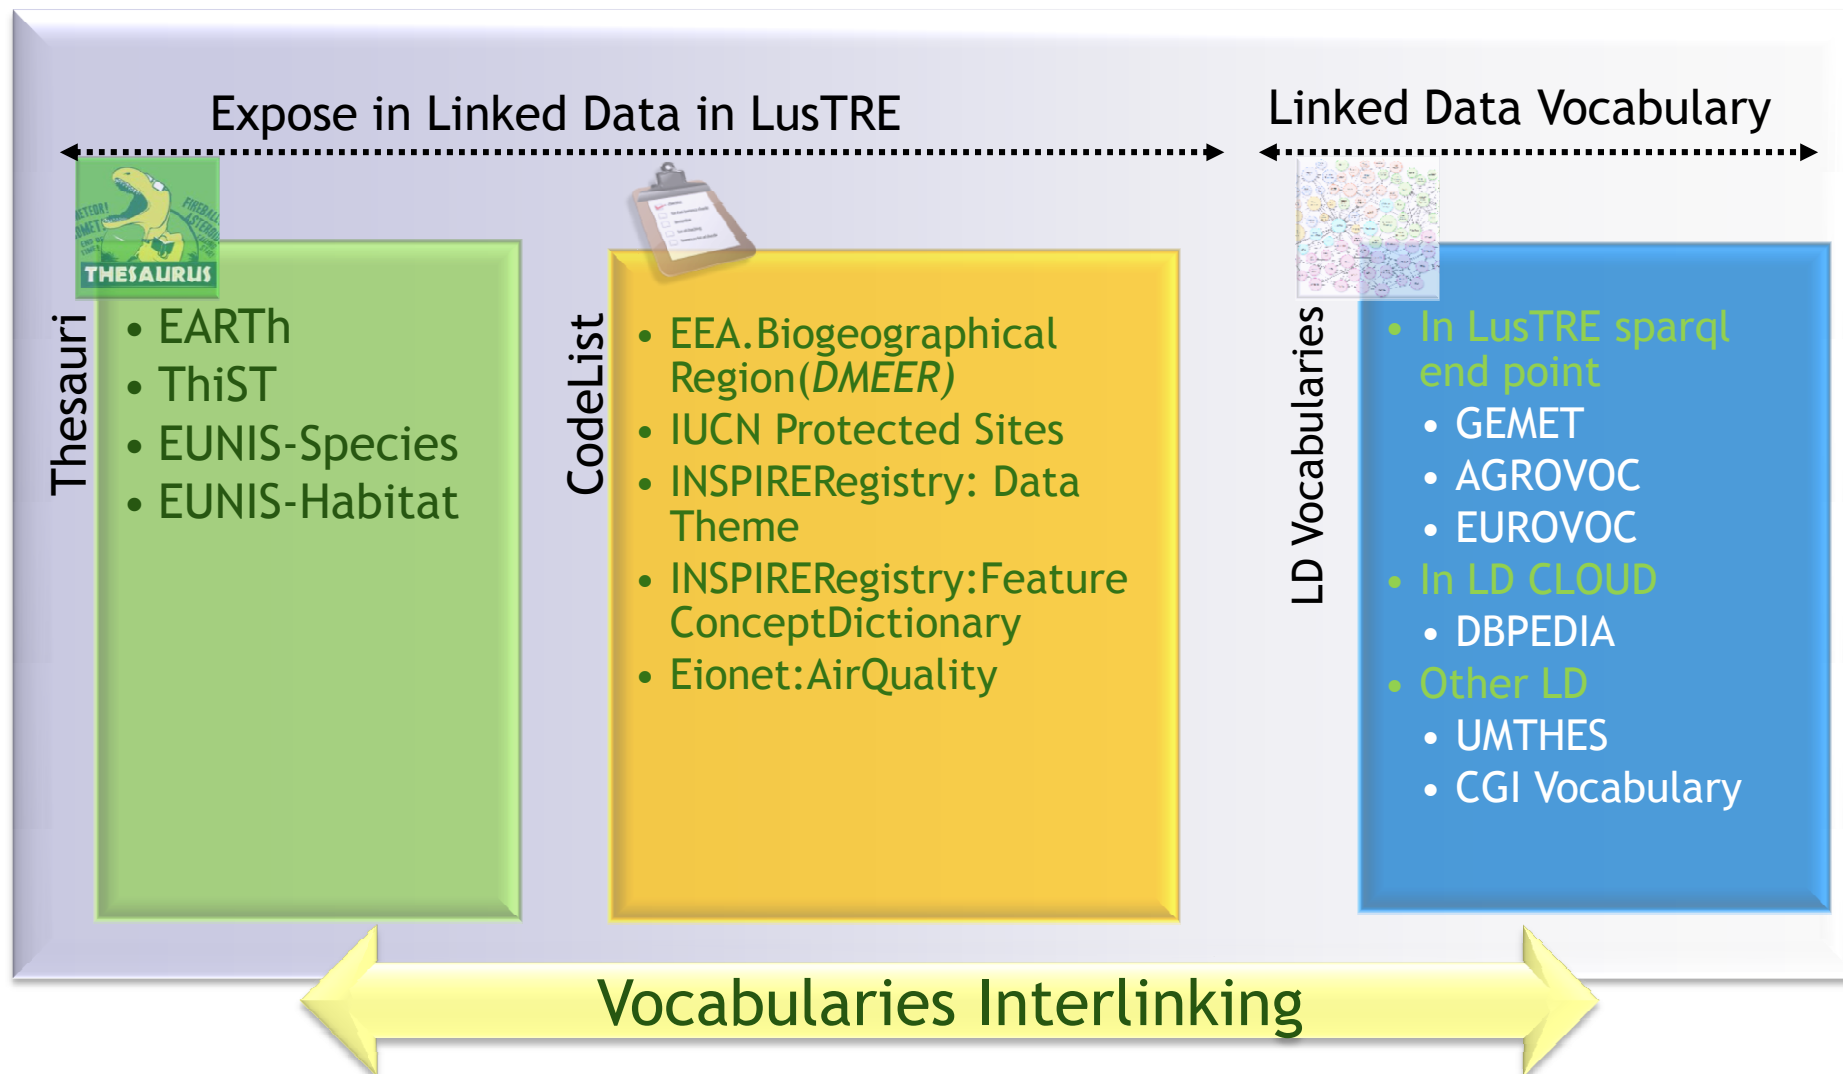 Expose in Linked Data in LusTRE
Linked Data Vocabulary
METEOR!
FIREBALL
THESAURUS
Thesauri
• EARTh
• ThiST
• EUNIS-Species
• EUNIS-Habitat
CodeList
• EEA.Biogeographical
Region(DMEER)
• IUCN Protected Sites
• INSPIRERegistry: Data
Theme
• INSPIRERegistry:Feature
ConceptDictionary
• Eionet:AirQuality
LD Vocabularies
• In LusTRE sparql
end point
• GEMET
• AGROVOC
• EUROVOC
• In LD CLOUD
• DBPEDIA
• Other LD
• UMTHES
• CGI Vocabulary
Vocabularies Interlinking